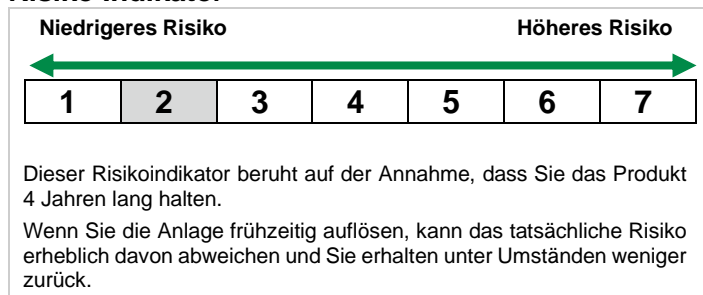 Risiko-Indikator
Niedrigeres Risiko Höheres Risiko
1 2 3 4 5 6 7
Dieser Risikoindikator beruht auf der Annahme, dass Sie das Produkt
4 Jahren lang halten.
Wenn Sie die Anlage frühzeitig auflösen, kann das tatsächliche Risiko
erheblich davon abweichen und Sie erhalten unter Umständen weniger
zurück.